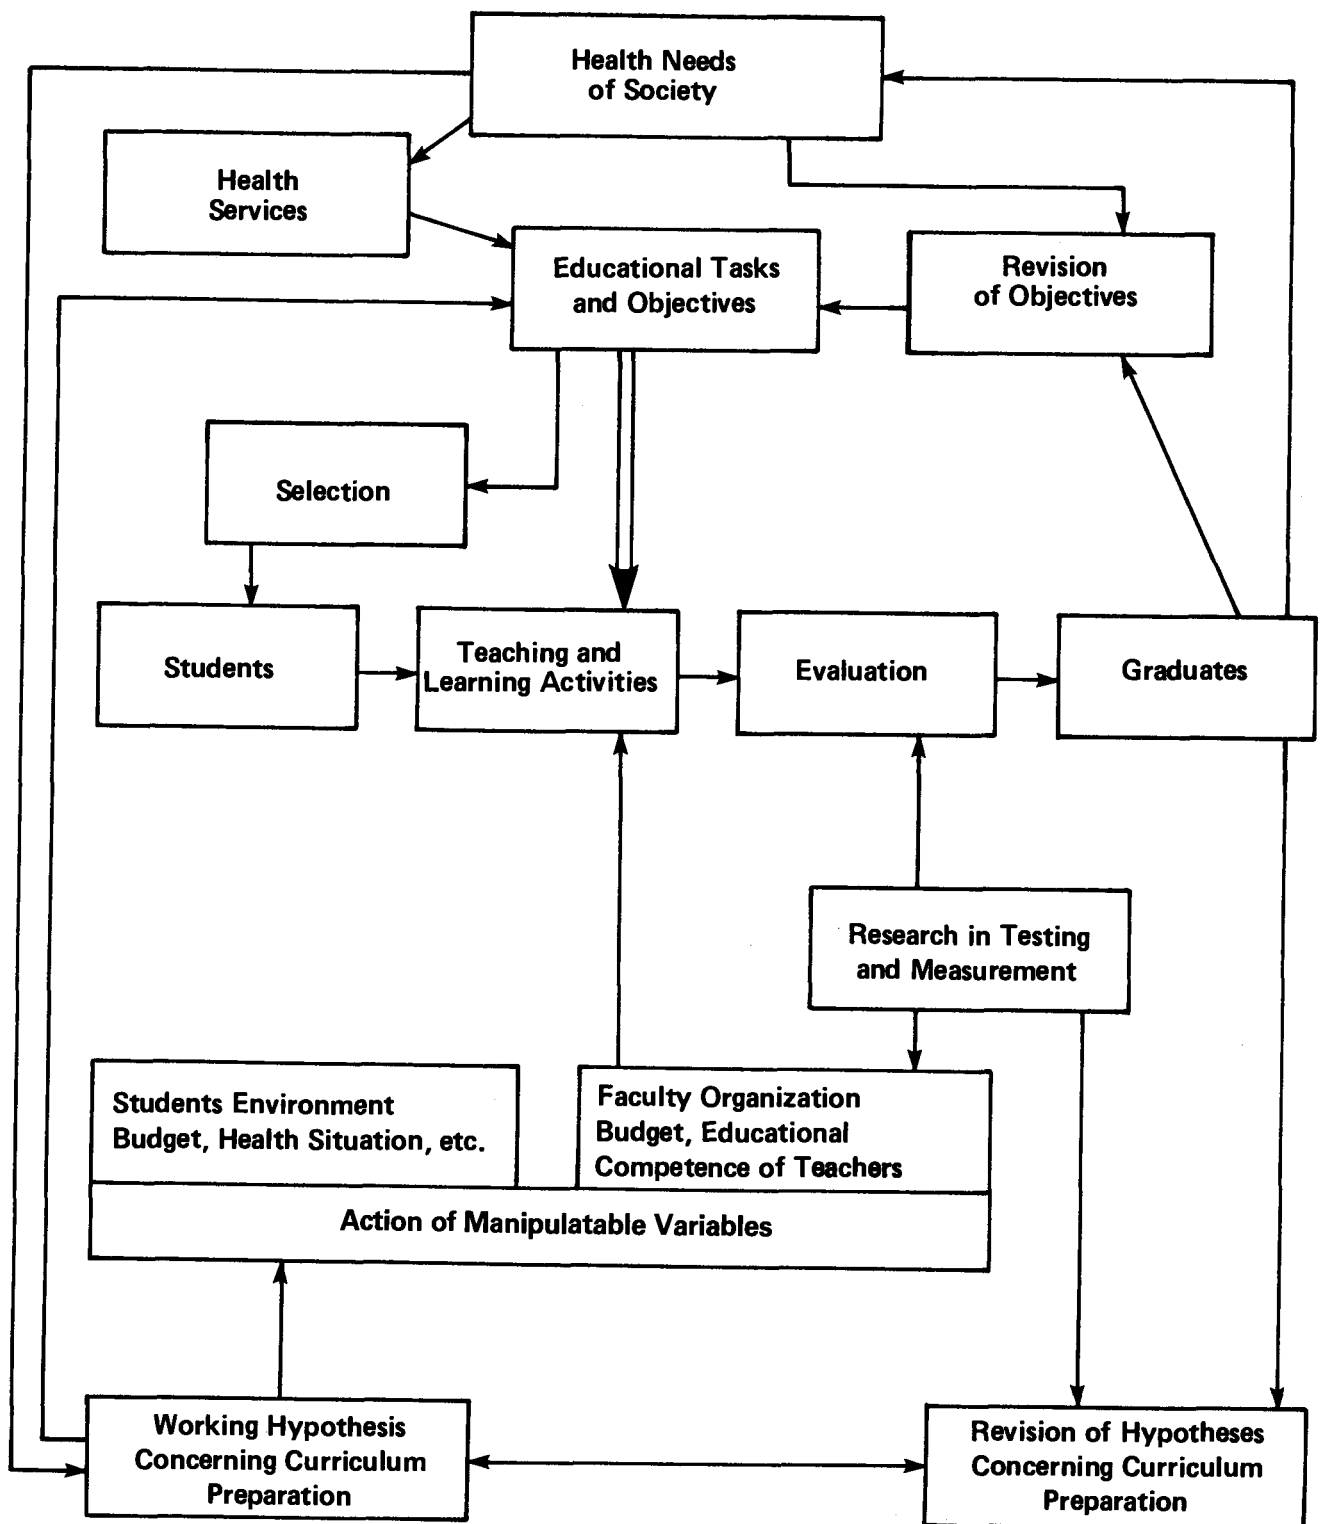 Health Needs
of Society
Health
Services
Educational Tasks
and Objectives
Revision
of Objectives
Selection
Students
Teaching and
Learning Activities
Evaluation
Graduates
Research in Testing
and Measurement
Students Environment
Budget, Health Situation, etc.
Faculty Organization
Budget, Educational
Competence of Teachers
Action of Manipulatable Variables
Working Hypothesis
Concerning Curriculum
Preparation
Revision of Hypotheses
Concerning Curriculum
Preparation